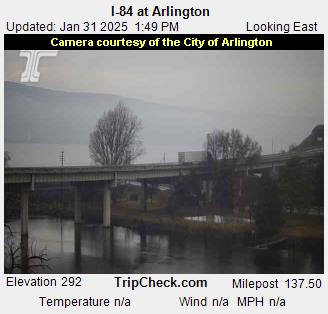 I-84 at Arlington
Updated: Jan 31 2025 1:49 PM Looking East
Camera courtesy of the City of Arlington
Elevation 292 TripCheck.com Milepost 137.50
Temperature n/a Wind n/a MPH n/a